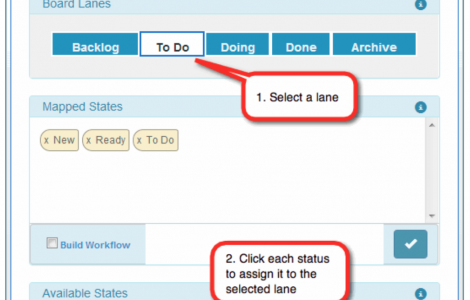 Board Lanes
Backlog To Do Doing Done Archive
1. Select a lane
Mapped States
x New x Ready x To Do
Build Workflow
2. Click each status
to assign it to the
selected lane
Available States